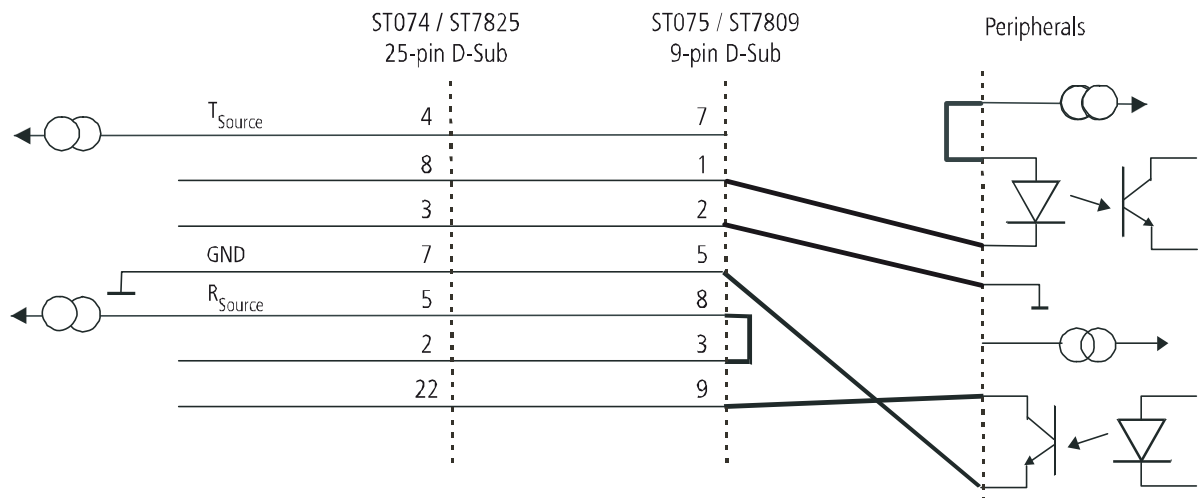 ST074 / ST7825
25-pin D-Sub
ST075 / ST7809
9-pin D-Sub
Peripherals
TSource 4 7
8 1
3 2
GND 7 5
RSource 5 8
2 3
22 9